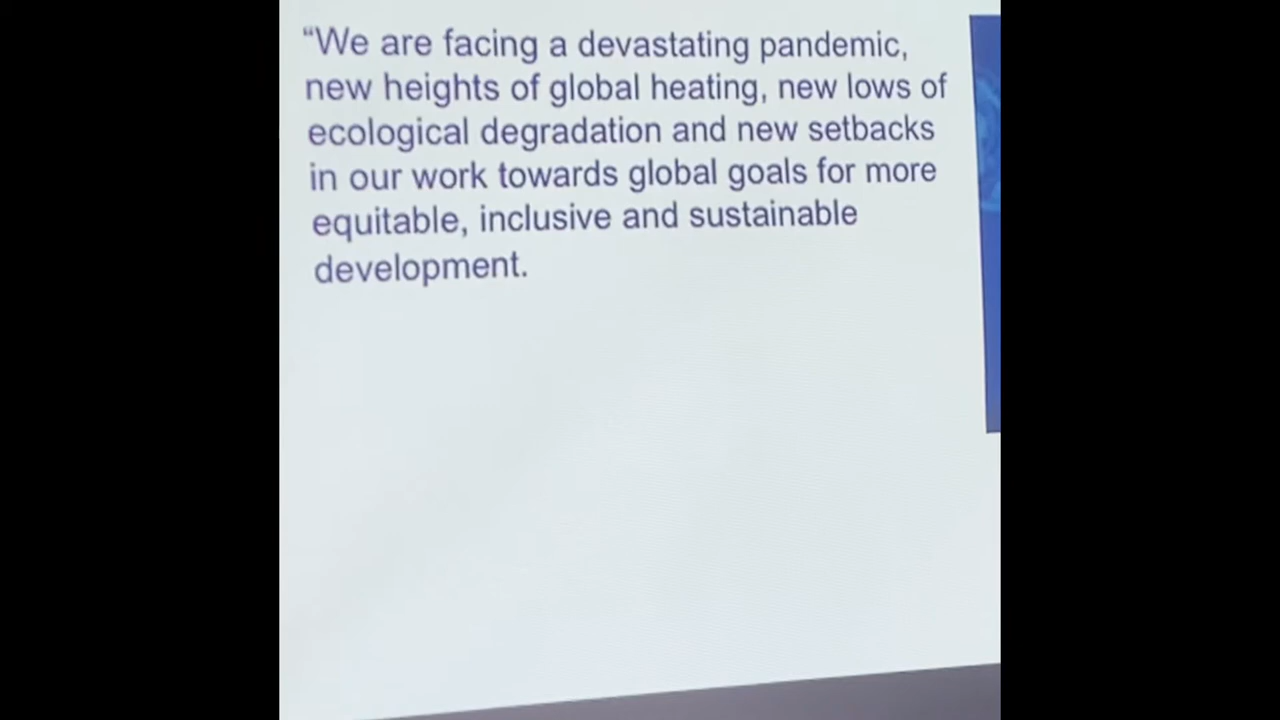 “We are facing a devastating pandemic,
new heights of global heating, new lows of
ecological degradation and new setbacks
in our work towards global goals for more
equitable, inclusive and sustainable
development.